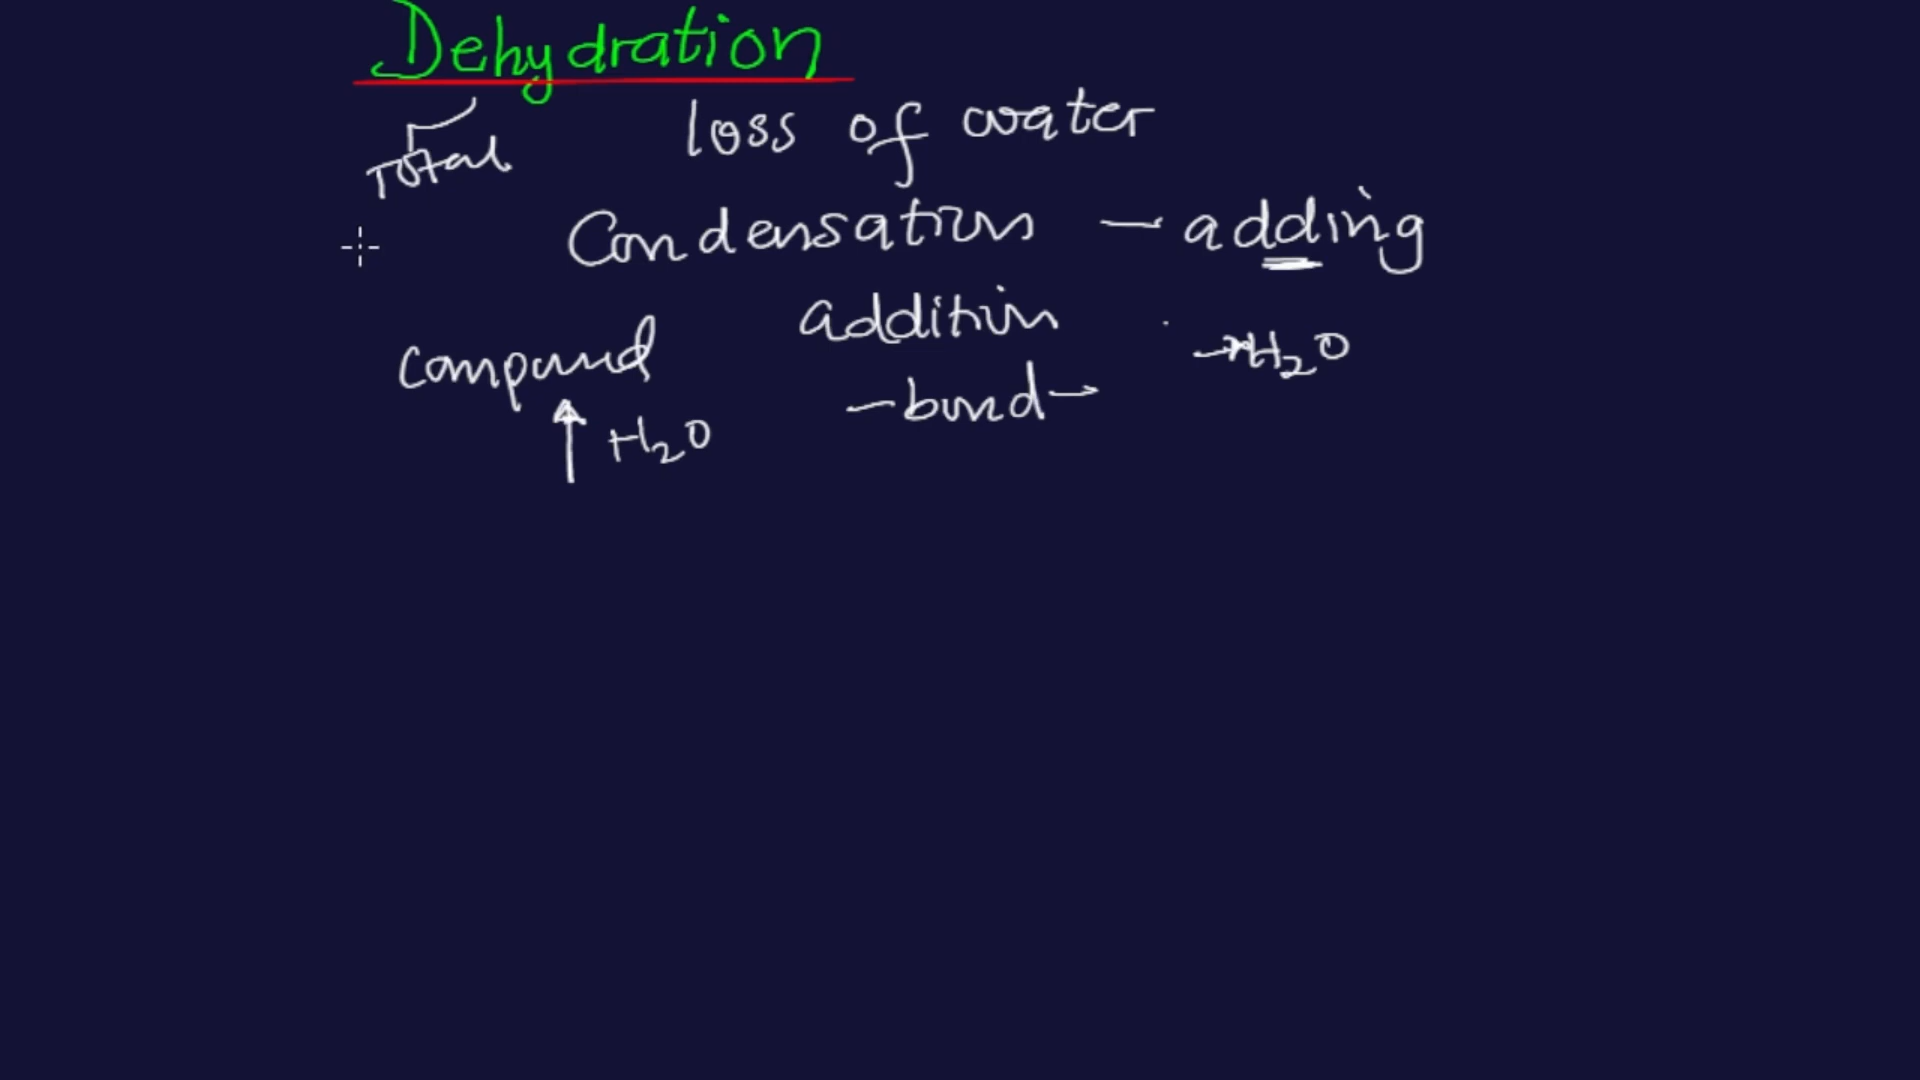 Dehydration
Total
loss of water
Condensation - adding
Compound
addition
→ H2O
- bond -
H2O